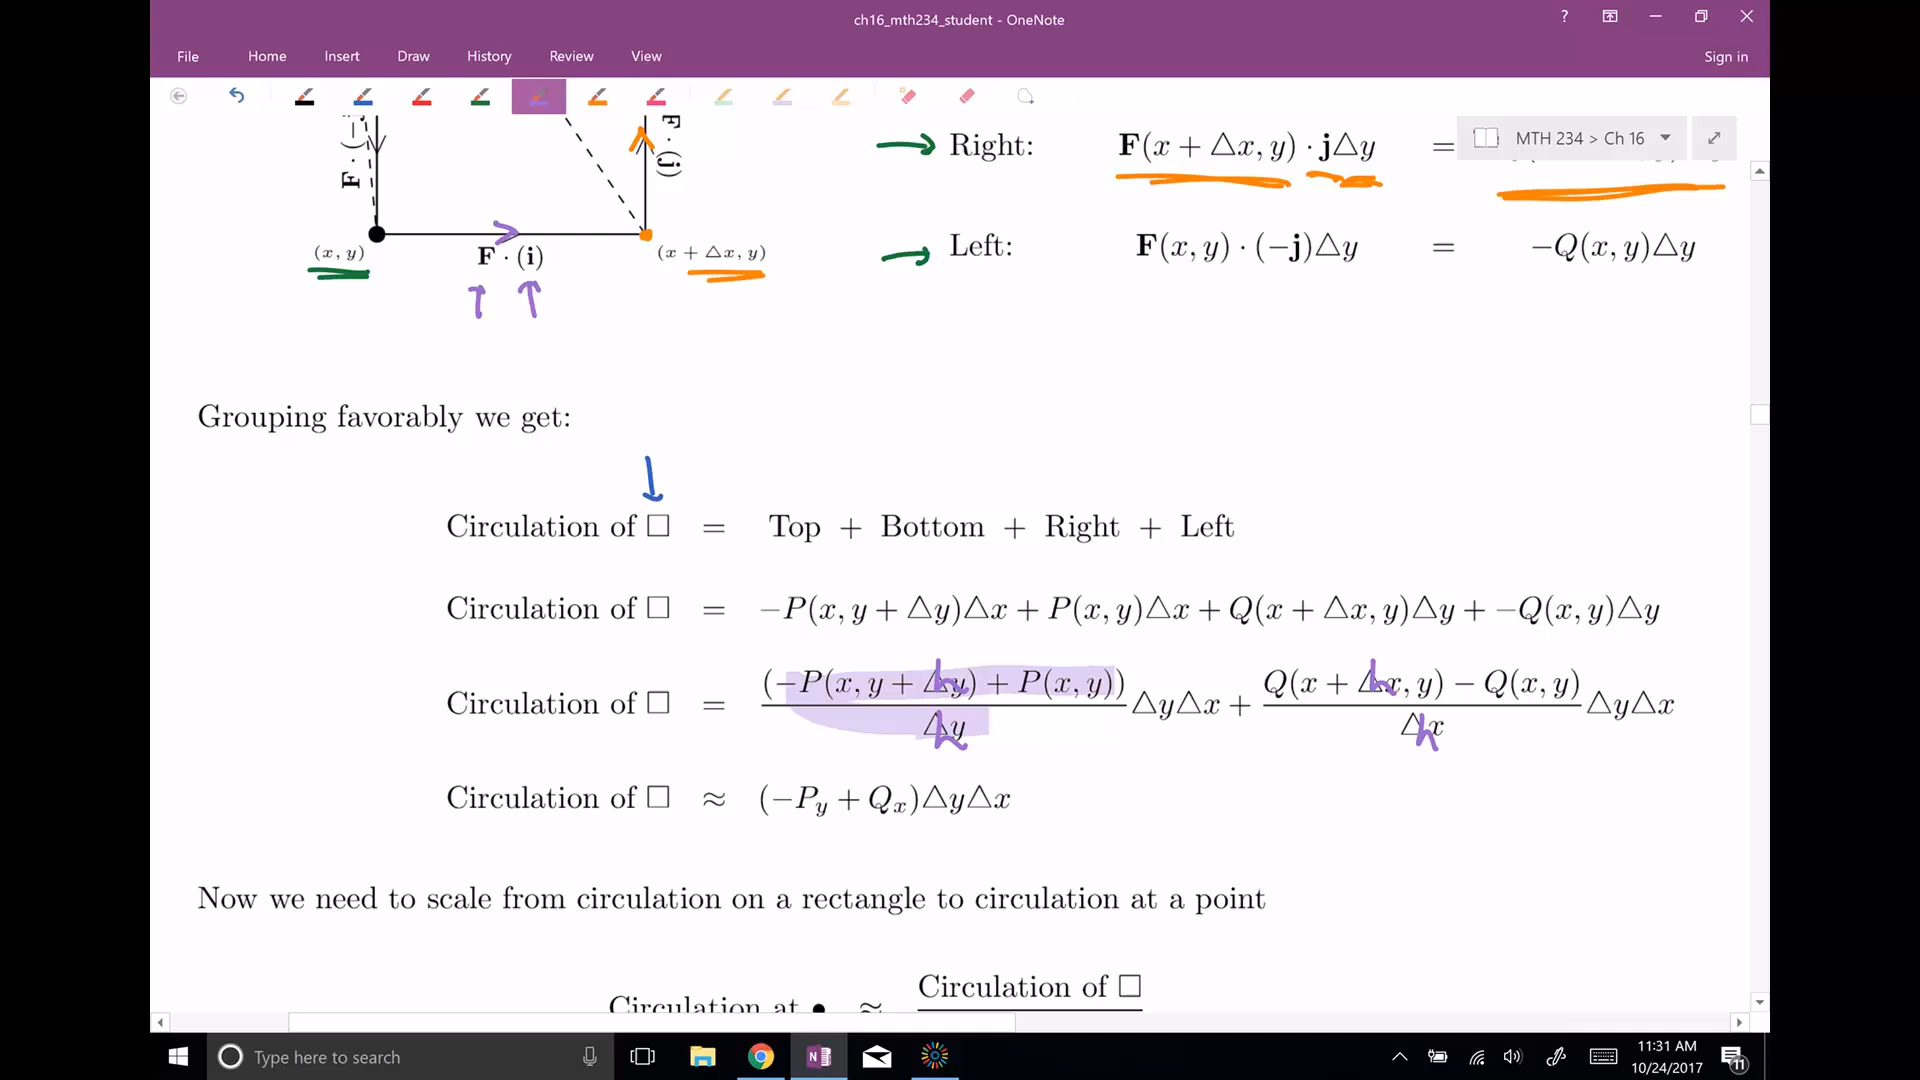 ch16_mth234_student - OneNote
?
File Home Insert Draw History Review View Sign in
MTH 234 > Ch 16
F · (−j
F · (j)
Right: F(x + △x, y) · j△y =
(x, y) F · (i) (x + △x, y)
Left: F(x, y) · (−j)△y = −Q(x, y)△y
Grouping favorably we get:
Circulation of □ = Top + Bottom + Right + Left
Circulation of □ = −P(x, y + △y)△x + P(x, y)△x + Q(x + △x, y)△y + −Q(x, y)△y
Circulation of □ = (−P(x, y + △y) + P(x, y)) / △y △y△x + Q(x + △x, y) − Q(x, y) / △x △y△x
h h
h h
Circulation of □ ≈ (−P_y + Q_x)△y△x
Now we need to scale from circulation on a rectangle to circulation at a point
Circulation at • ≈ Circulation of □
Type here to search
11:31 AM
10/24/2017
11